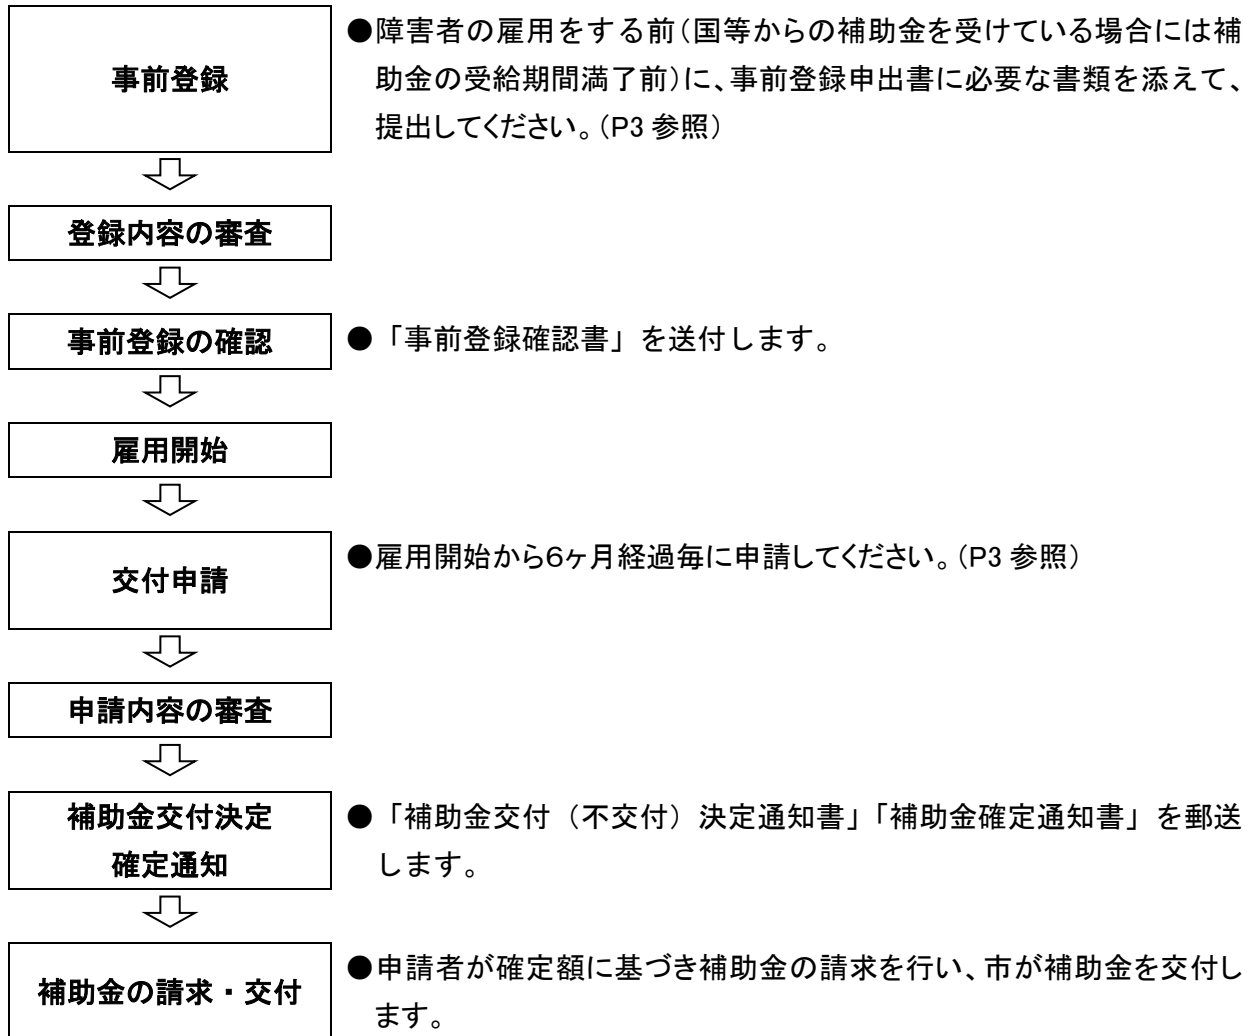 事前登録
●障害者の雇用をする前(国等からの補助金を受けている場合には補
助金の受給期間満了前)に、事前登録申出書に必要な書類を添えて、
提出してください。(P3 参照)
登録内容の審査
事前登録の確認
●「事前登録確認書」を送付します。
雇用開始
交付申請
●雇用開始から6ヶ月経過毎に申請してください。(P3 参照)
申請内容の審査
補助金交付決定
確定通知
●「補助金交付（不交付）決定通知書」「補助金確定通知書」を郵送
します。
補助金の請求・交付
●申請者が確定額に基づき補助金の請求を行い、市が補助金を交付し
ます。